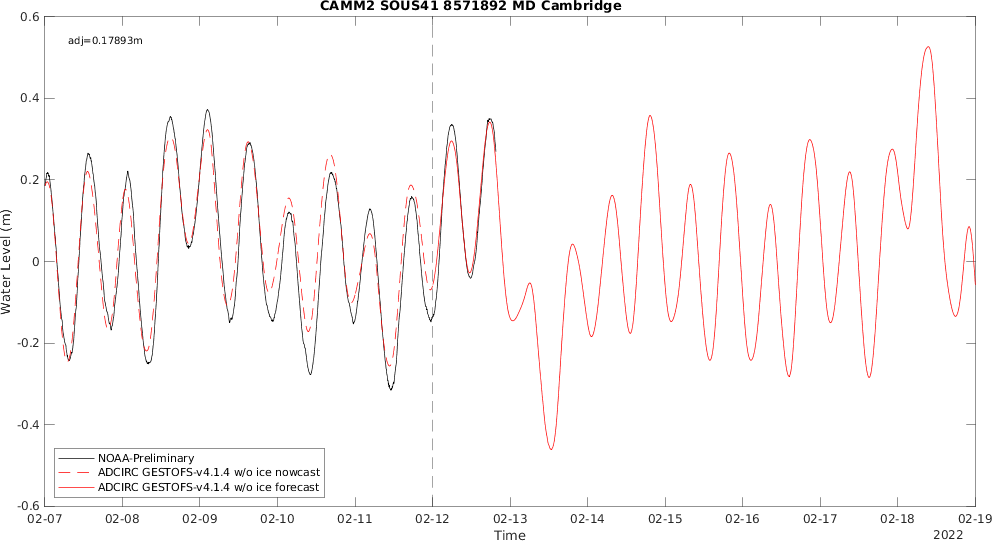 CAMM2 SOUS41 8571892 MD Cambridge
adj=0.17893m
0.6
0.4
0.2
0
-0.2
-0.4
-0.6
Water Level (m)
NOAA-Preliminary
ADCIRC GESTOFS-v4.1.4 w/o ice nowcast
ADCIRC GESTOFS-v4.1.4 w/o ice forecast
02-07 02-08 02-09 02-10 02-11 02-12 02-13 02-14 02-15 02-16 02-17 02-18 02-19
Time
2022